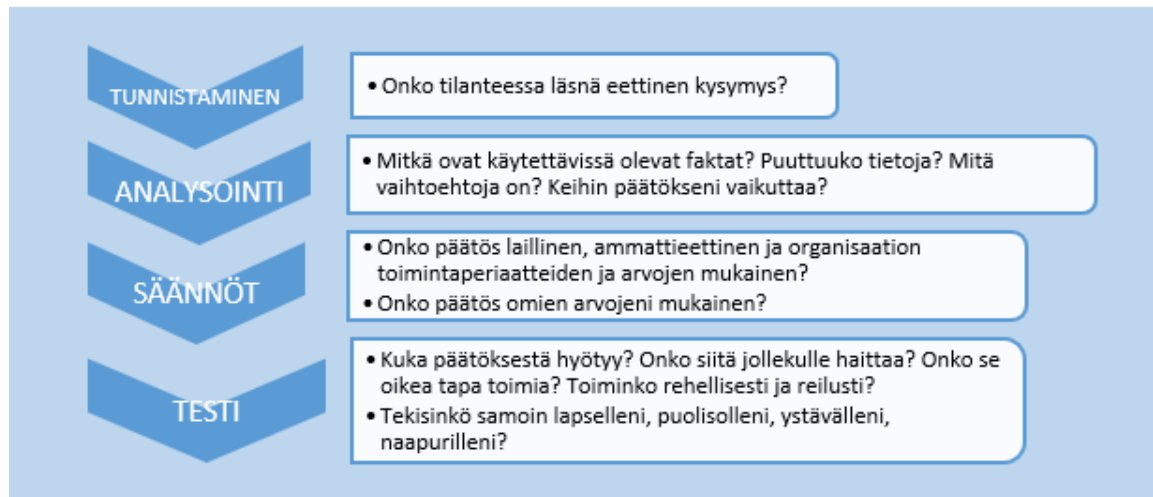 TUNNISTAMINEN
• Onko tilanteessa läsnä eettinen kysymys?
ANALYSOINTI
• Mitkä ovat käytettävissä olevat faktat? Puuttuuko tietoja? Mitä
vaihtoehtoja on? Keihin päätökseni vaikuttaa?
SÄÄNNÖT
• Onko päätös laillinen, ammattieettinen ja organisaation
toimintaperiaatteiden ja arvojen mukainen?
• Onko päätös omien arvojeni mukainen?
TESTI
• Kuka päätöksestä hyötyy? Onko siitä jollekulle haittaa? Onko se
oikea tapa toimia? Toiminko rehellisesti ja reilusti?
• Tekisinkö samoin lapselleni, puolisolleni, ystävälleni,
naapurilleni?